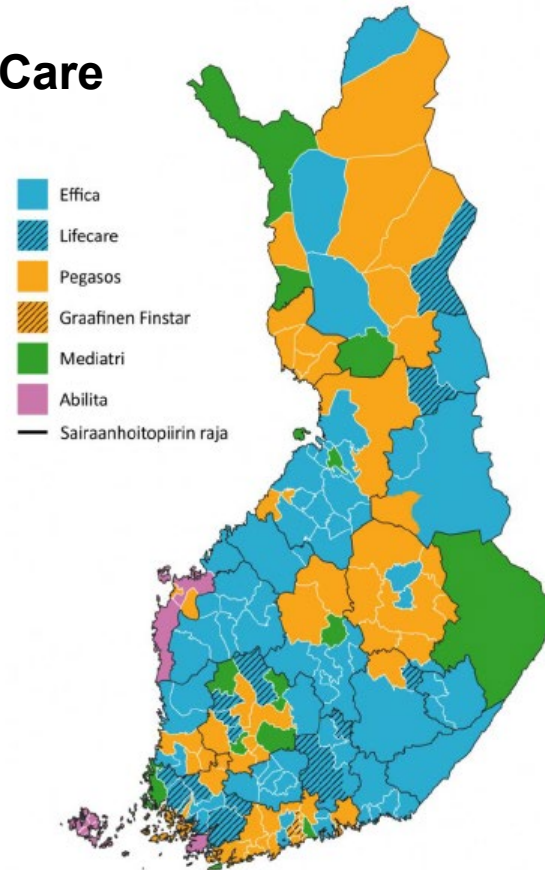 Care
Effica
Lifecare
Pegasos
Graafinen Finstar
Mediatri
Abilita
Sairaanhoitopiirin raja